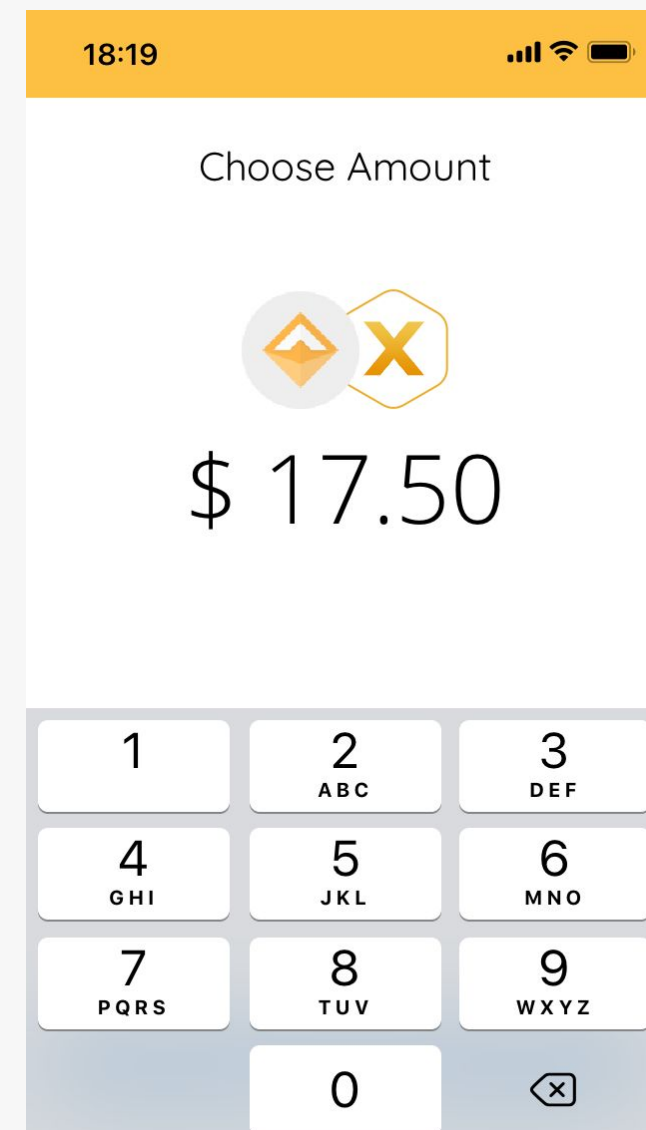 18:19
Choose Amount
X
$ 17.50
1 2 3
ABC DEF
4 5 6
GHI JKL MNO
7 8 9
PQRS TUV WXYZ
0